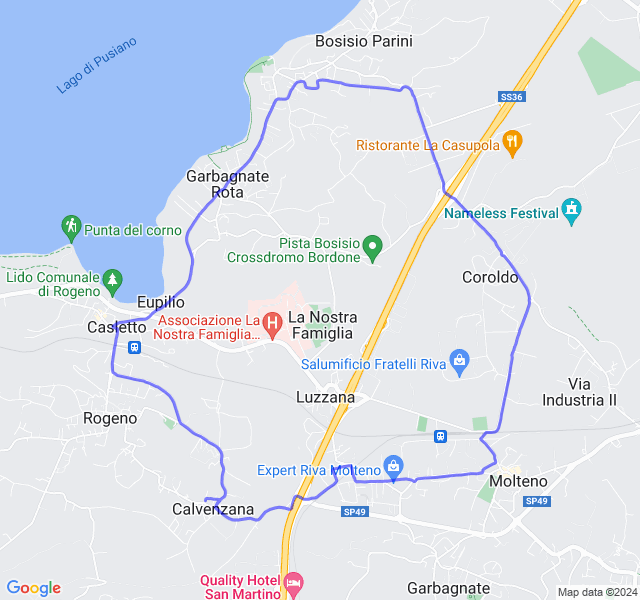 Bosisio Parini
Lago di Pusiano
SS36
Ristorante La Casupola
Garbagnate
Rota
Nameless Festival
Punta del corno
Pista Bosisio
Crossdromo Bordone
Lido Comunale
di Rogeno
Coroldo
Eupilio
Casletto
Associazione La
Nostra Famiglia...
H
La Nostra
Famiglia
Salumificio Fratelli Riva
Via
Industria II
Luzzana
Rogeno
Expert Riva Molteno
Molteno
SP49
Calvenzana
SP49
Quality Hotel
San Martino
Garbagnate
Google
Map data ©2024